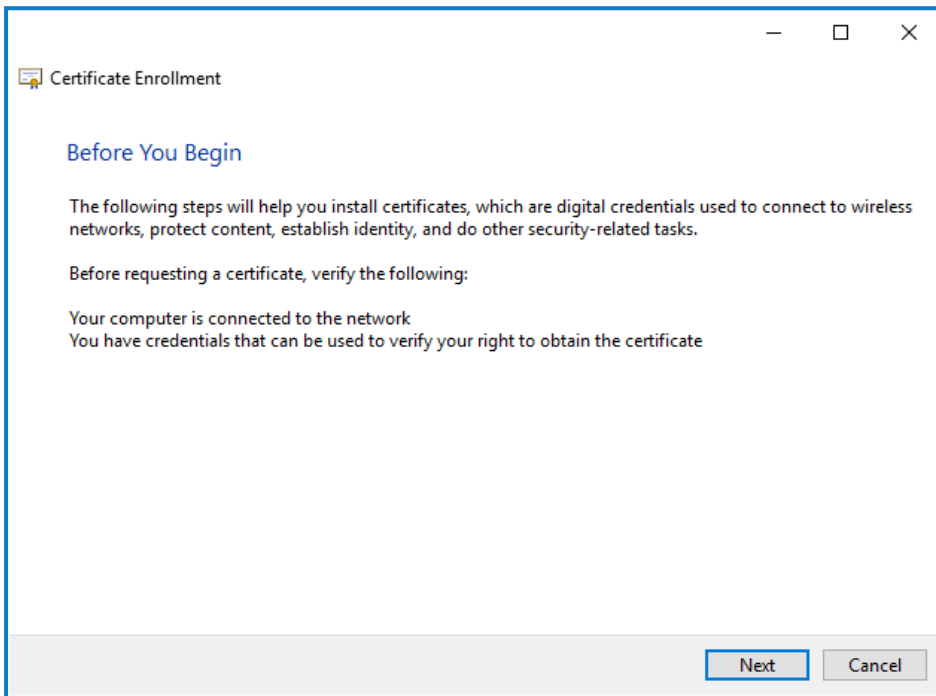 Certificate Enrollment
Before You Begin
The following steps will help you install certificates, which are digital credentials used to connect to wireless
networks, protect content, establish identity, and do other security-related tasks.
Before requesting a certificate, verify the following:
Your computer is connected to the network
You have credentials that can be used to verify your right to obtain the certificate
Next
Cancel